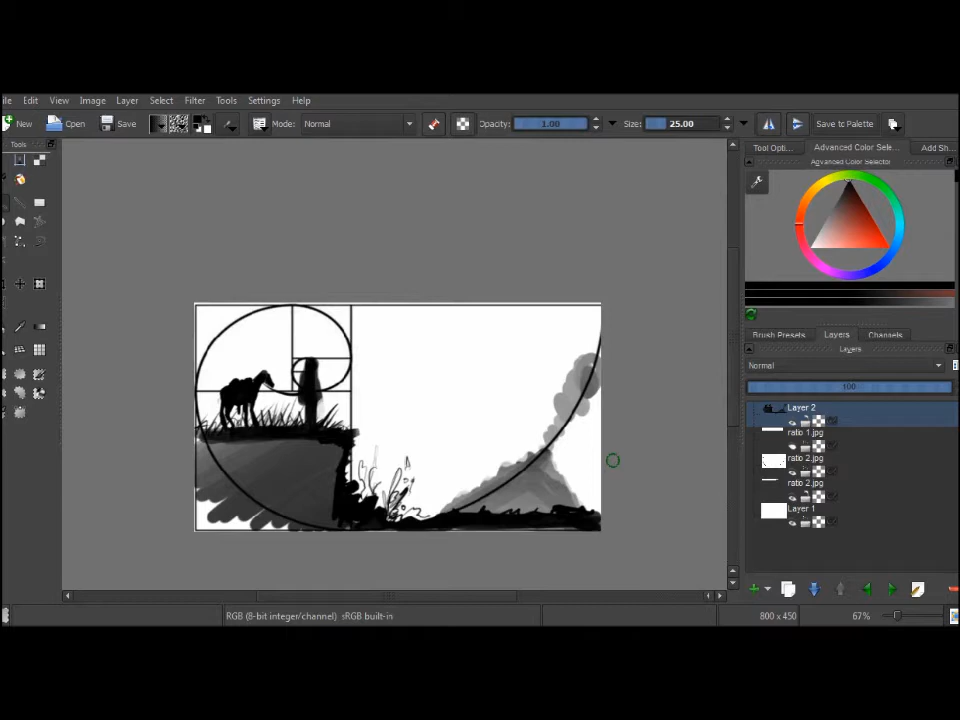 ile Edit View Image Layer Select Filter Tools Settings Help
New Open Save Mode: Normal Opacity: 1.00 Size: 25.00 Save to Palette
Tools Tool Opti... Advanced Color Sele... Add Sh...
Advanced Color Selector
Brush Presets Layers Channels
Layers
Normal
100
Layer 2
ratio 1.jpg
ratio 2.jpg
ratio 2.jpg
Layer 1
RGB (8-bit integer/channel) sRGB built-in 800 x 450 67%